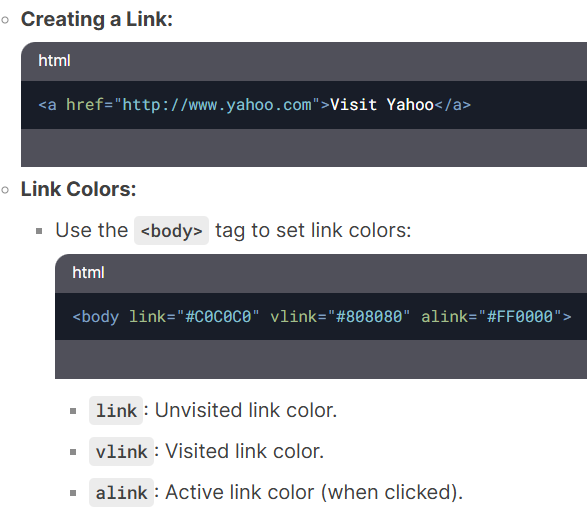 Creating a Link:
html
<a href="http://www.yahoo.com">Visit Yahoo</a>
Link Colors:
Use the <body> tag to set link colors:
html
<body link="#C0C0C0" vlink="#808080" alink="#FF0000">
link: Unvisited link color.
vlink: Visited link color.
alink: Active link color (when clicked).